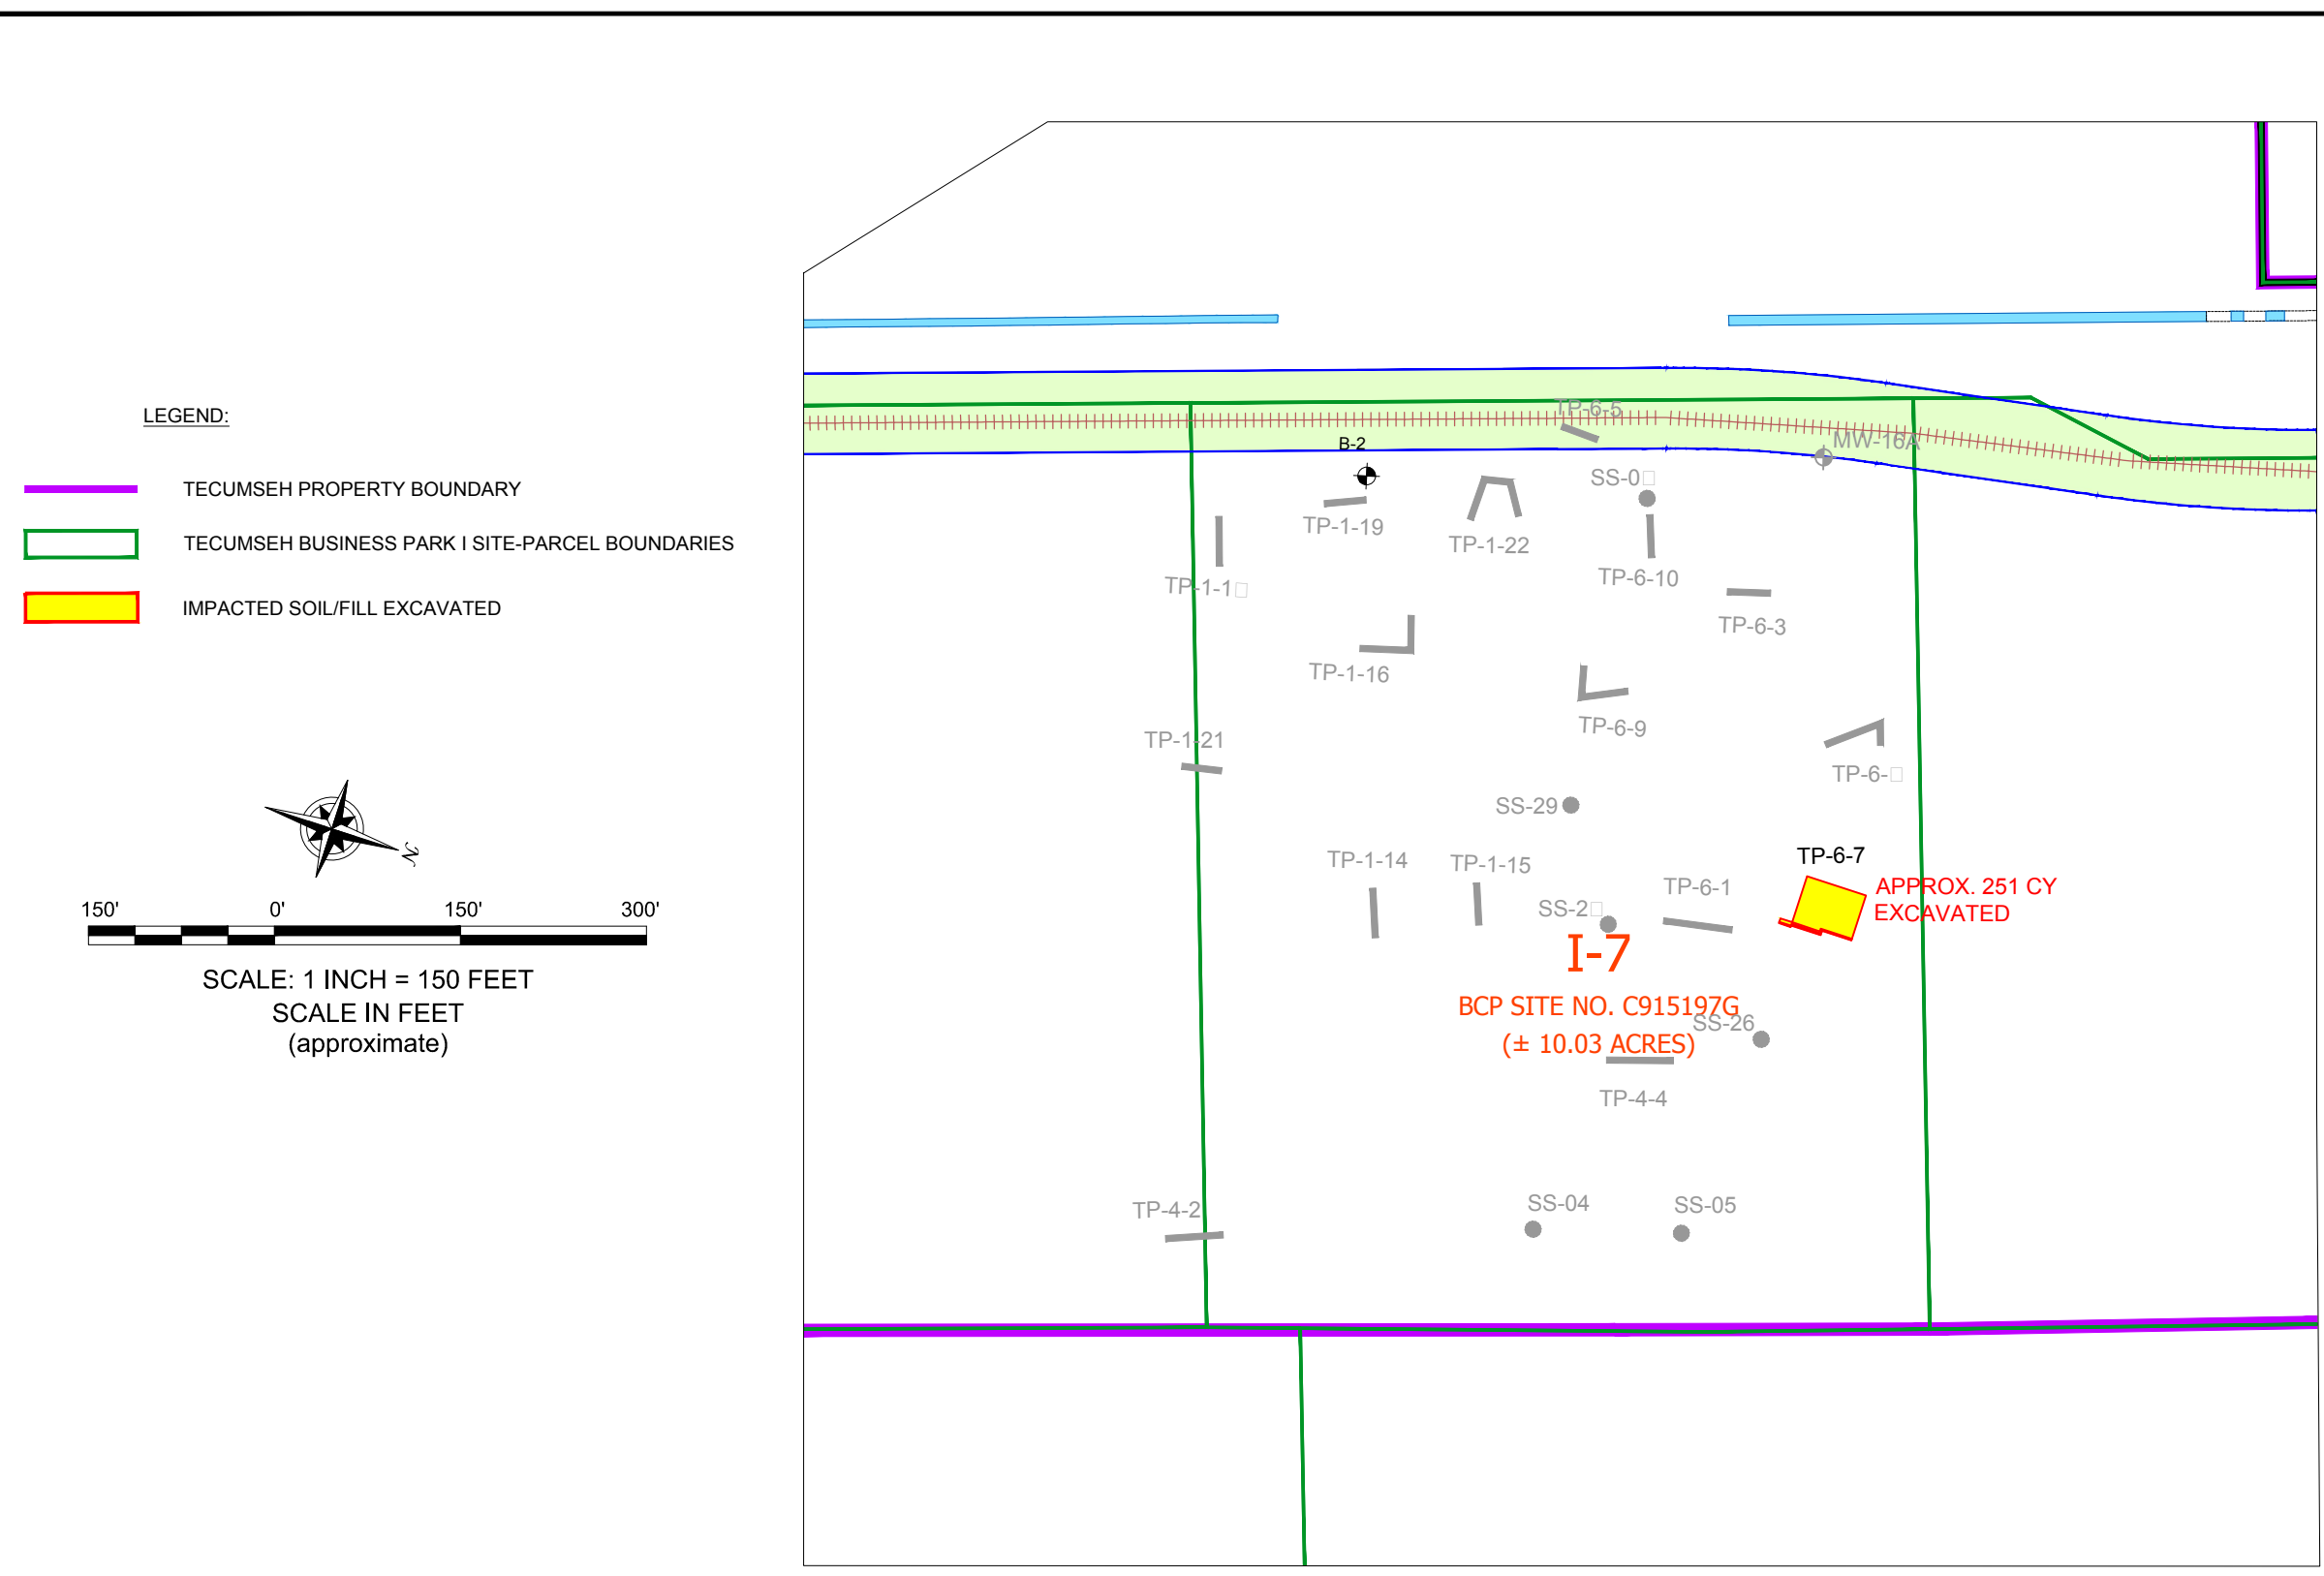 LEGEND:
TECUMSEH PROPERTY BOUNDARY
TECUMSEH BUSINESS PARK I SITE-PARCEL BOUNDARIES
IMPACTED SOIL/FILL EXCAVATED
N
150' 0' 150' 300'
SCALE: 1 INCH = 150 FEET
SCALE IN FEET
(approximate)
TP-6-5
MW-16A
B-2
SS-0□
TP-1-19
TP-1-22
TP-6-10
TP-1-1□
TP-6-3
TP-1-16
TP-6-9
TP-1-21
TP-6-□
SS-29
TP-1-14
TP-1-15
TP-6-7
TP-6-1
APPROX. 251 CY
EXCAVATED
SS-2□
I-7
BCP SITE NO. C915197G
SS-26
(± 10.03 ACRES)
TP-4-4
TP-4-2
SS-04
SS-05